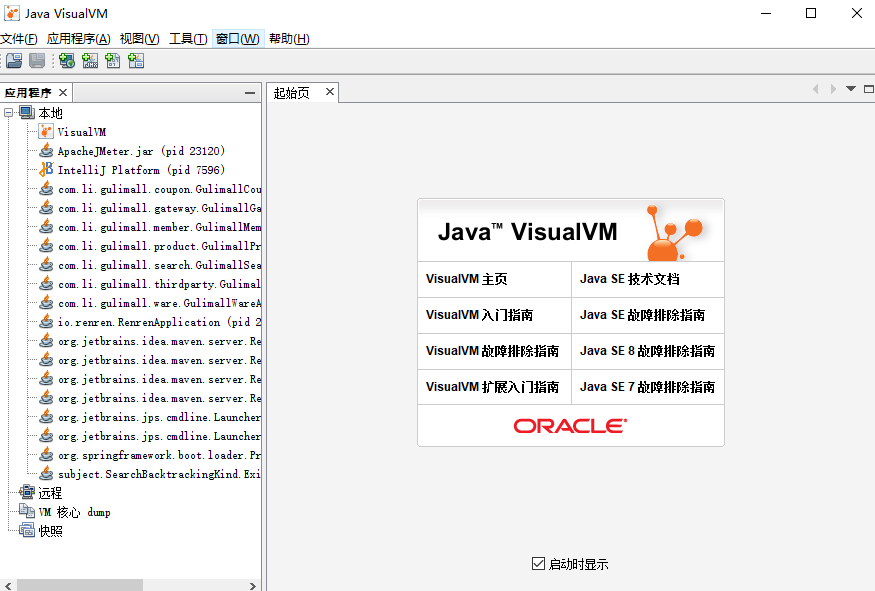 Java VisualVM
文件(F) 应用程序(A) 视图(V) 工具(T) 窗口(W) 帮助(H)
应用程序
起始页
本地
VisualVM
ApacheJMeter.jar (pid 23120)
IntelliJ Platform (pid 7596)
com.li.gulimall.coupon.GulimallCou
com.li.gulimall.gateway.GulimallGa
com.li.gulimall.member.GulimallMem
com.li.gulimall.product.GulimallPr
com.li.gulimall.search.GulimallSea
com.li.gulimall.thirdparty.Gulimal
com.li.gulimall.ware.GulimallWareA
io.renren.RenrenApplication (pid 2
org.jetbrains.idea.maven.server.Re
org.jetbrains.idea.maven.server.Re
org.jetbrains.idea.maven.server.Re
org.jetbrains.idea.maven.server.Re
org.jetbrains.jps.cmdline.Launcher
org.jetbrains.jps.cmdline.Launcher
org.springframework.boot.loader.Pr
subject.SearchBacktrackingKind.Exi
远程
VM 核心 dump
快照
Java™ VisualVM
VisualVM 主页
Java SE 技术文档
VisualVM 入门指南
Java SE 故障排除指南
VisualVM 故障排除指南
Java SE 8 故障排除指南
VisualVM 扩展入门指南
Java SE 7 故障排除指南
ORACLE
启动时显示